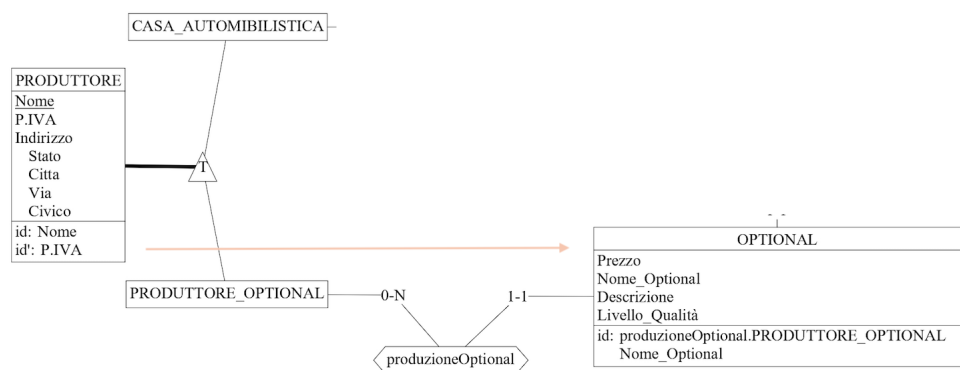 CASA_AUTOMIBILISTICA
PRODUTTORE
Nome
P.IVA
Indirizzo
Stato
Citta
Via
Civico
id: Nome
id': P.IVA
T
PRODUTTORE_OPTIONAL
0-N
1-1
produzioneOptional
OPTIONAL
Prezzo
Nome_Optional
Descrizione
Livello_Qualità
id: produzioneOptional.PRODUTTORE_OPTIONAL
Nome_Optional